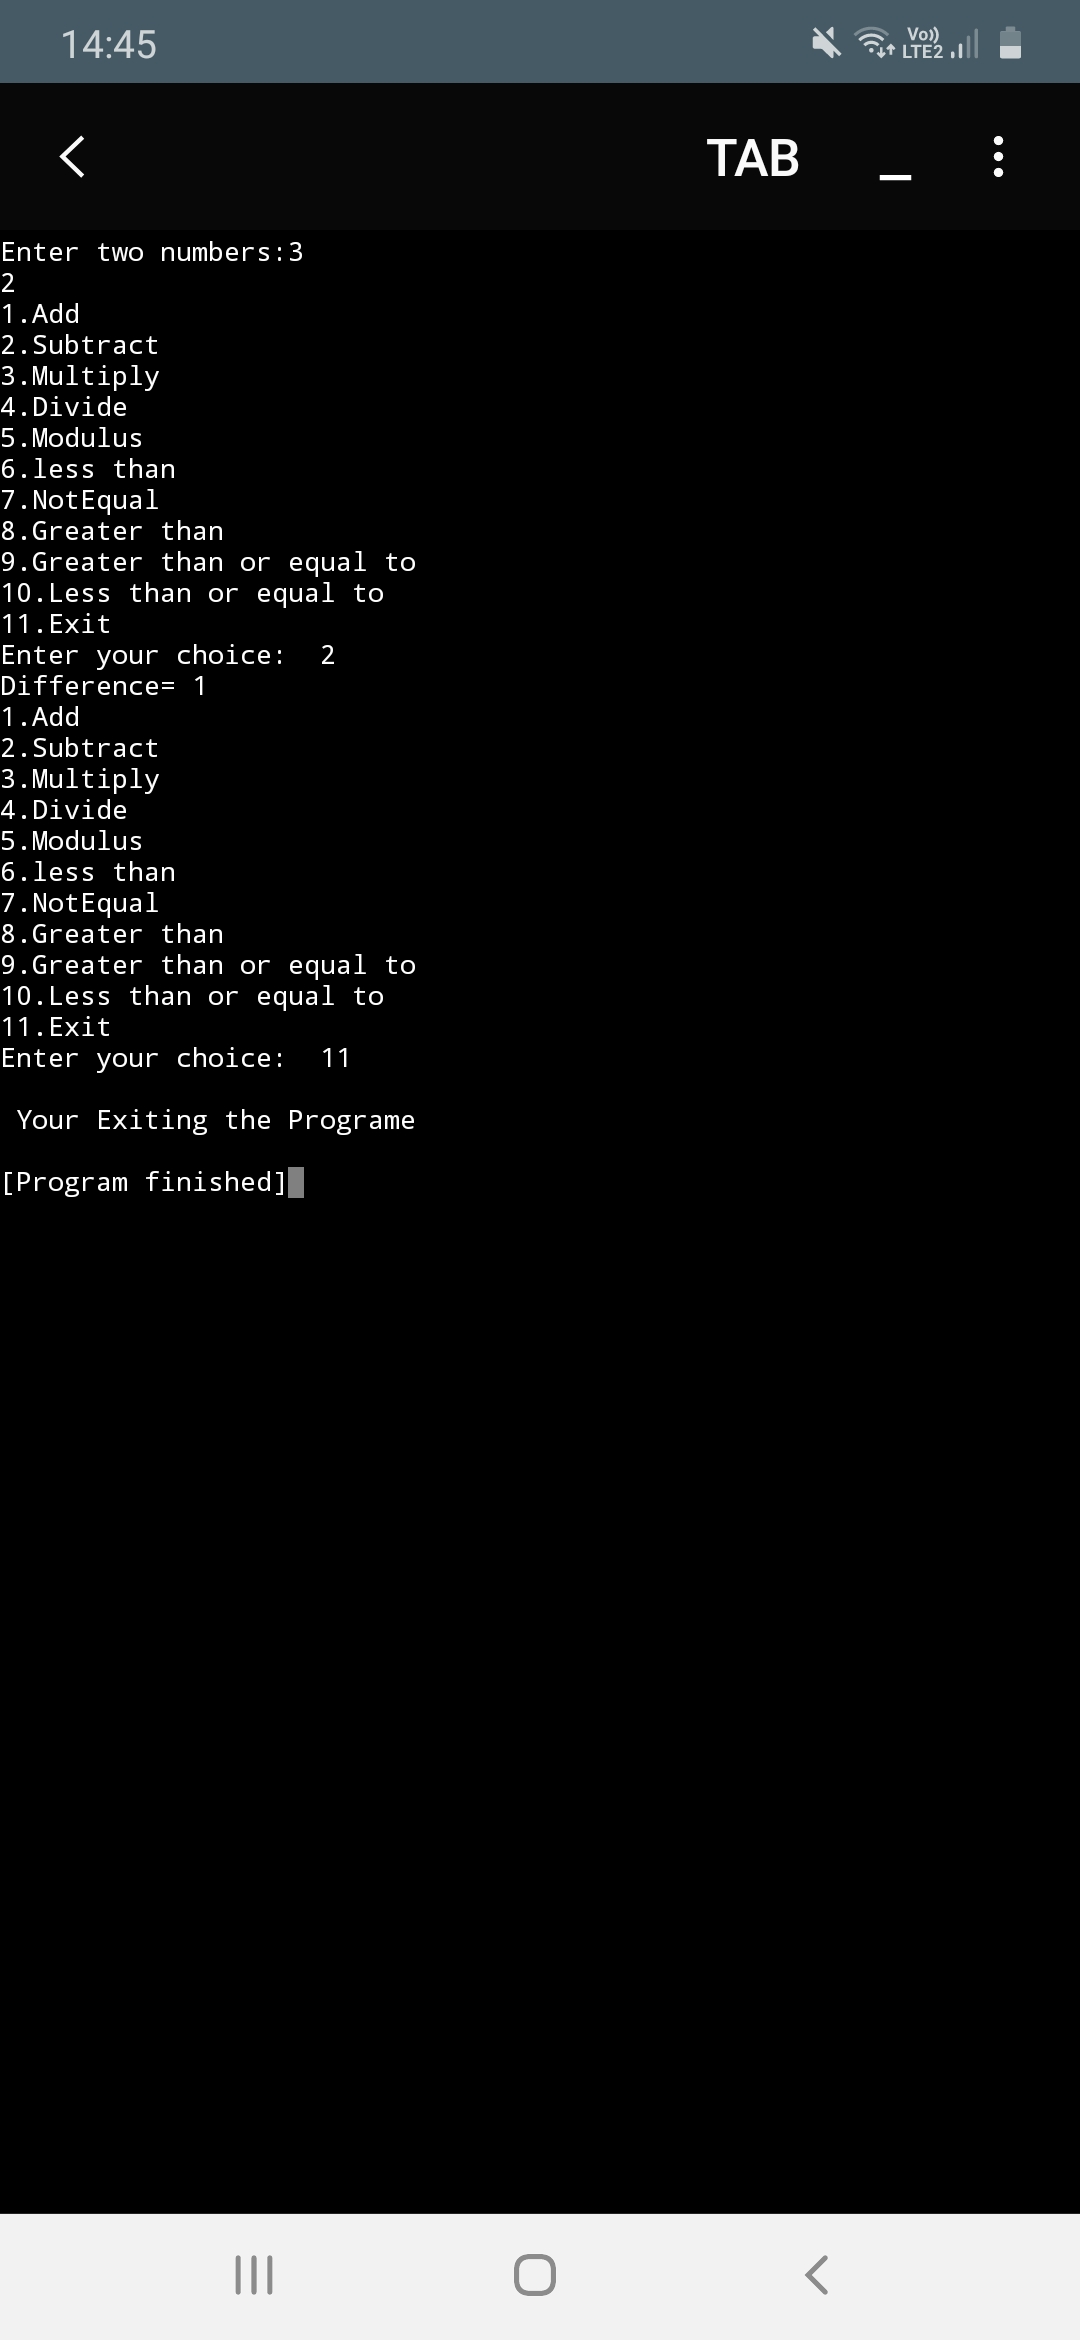 14:45
Vo)) LTE2
TAB
Enter two numbers:3
2
1.Add
2.Subtract
3.Multiply
4.Divide
5.Modulus
6.less than
7.NotEqual
8.Greater than
9.Greater than or equal to
10.Less than or equal to
11.Exit
Enter your choice:  2
Difference= 1
1.Add
2.Subtract
3.Multiply
4.Divide
5.Modulus
6.less than
7.NotEqual
8.Greater than
9.Greater than or equal to
10.Less than or equal to
11.Exit
Enter your choice:  11
Your Exiting the Programe
[Program finished]